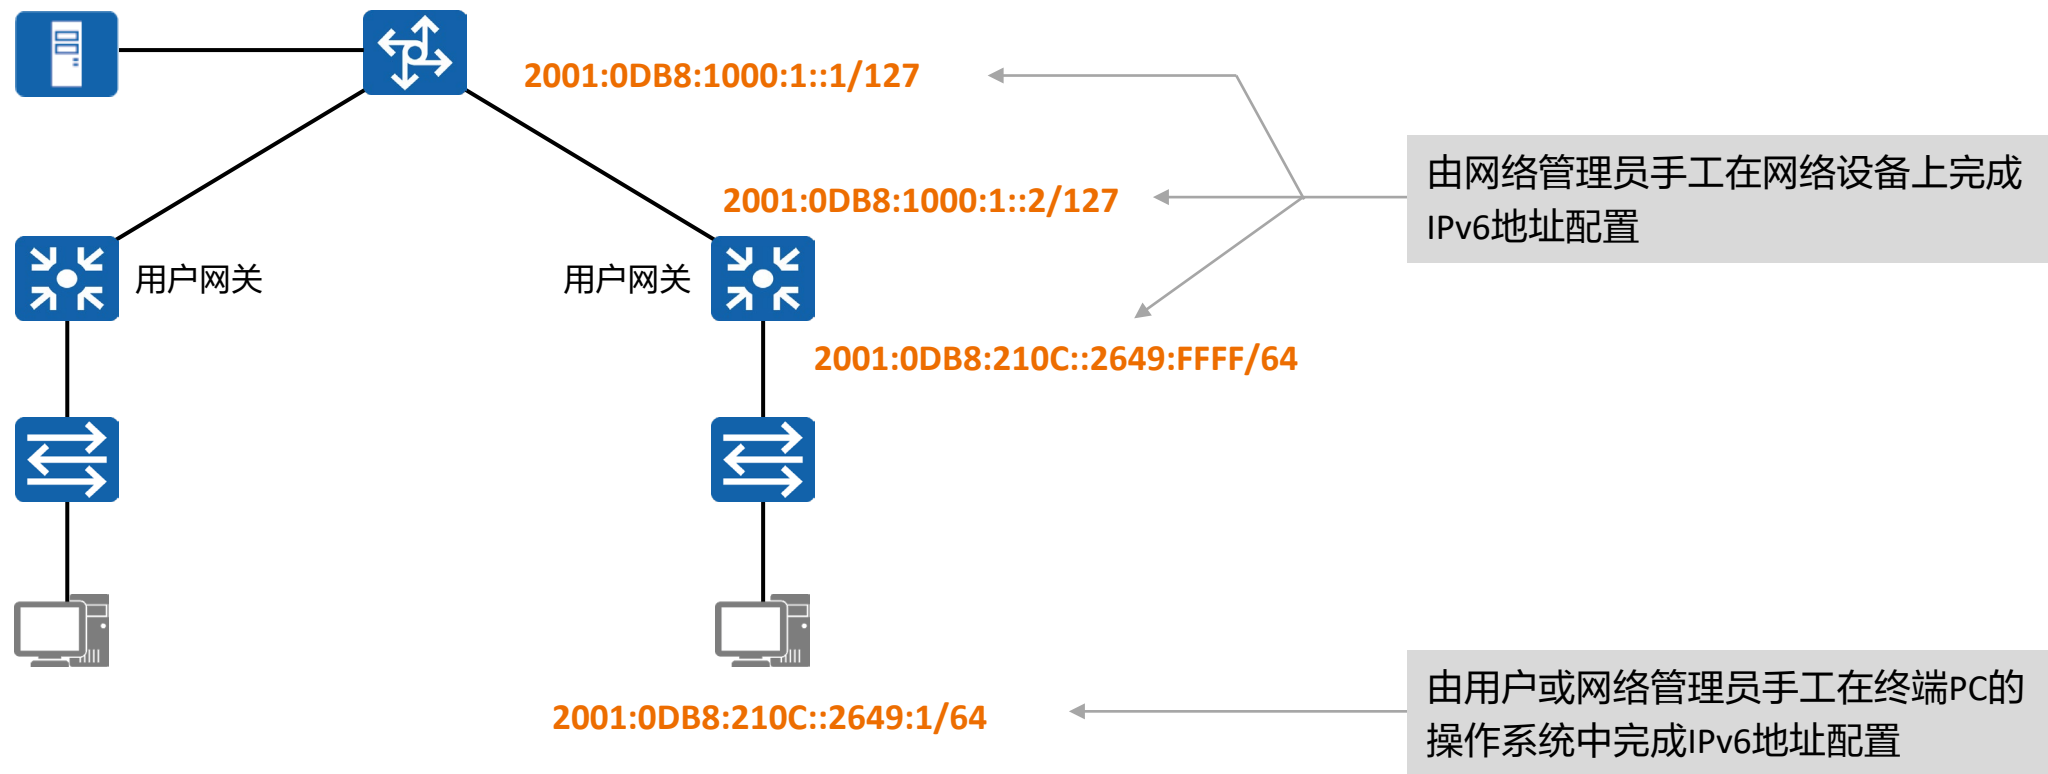 2001:0DB8:1000:1::1/127
由网络管理员手工在网络设备上完成
IPv6地址配置
2001:0DB8:1000:1::2/127
用户网关
用户网关
2001:0DB8:210C::2649:FFFF/64
由用户或网络管理员手工在终端PC的
操作系统中完成IPv6地址配置
2001:0DB8:210C::2649:1/64